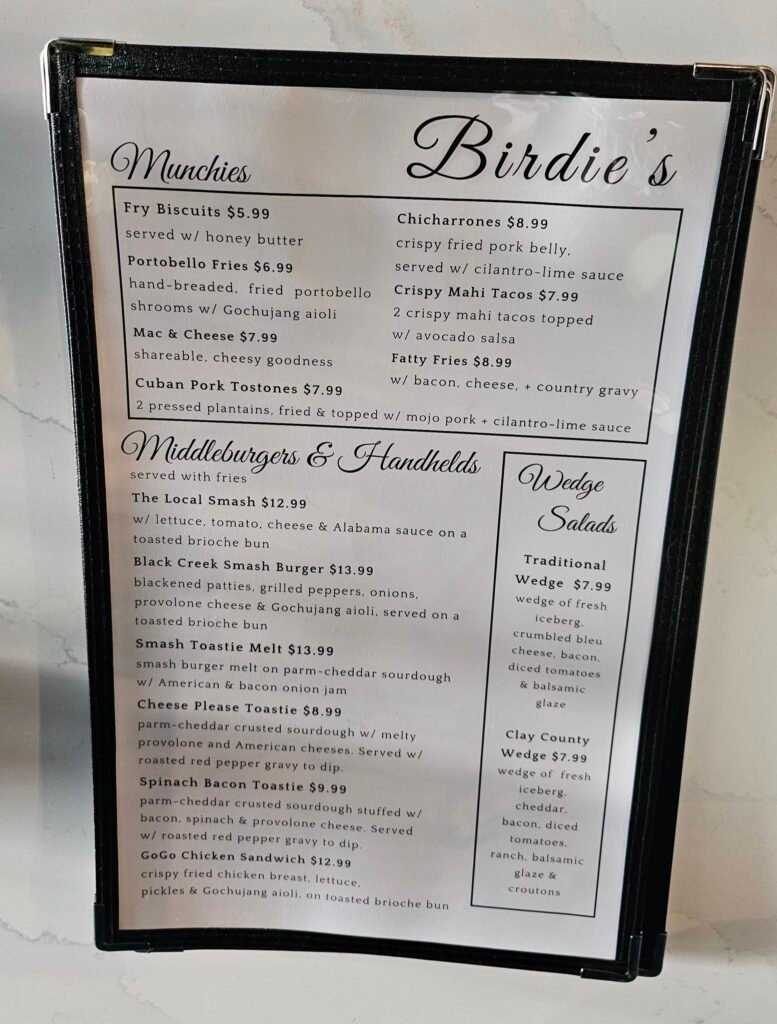 Birdie's
Munchies
Fry Biscuits $5.99
served w/ honey butter
Portobello Fries $6.99
hand-breaded, fried portobello
shrooms w/ Gochujang aioli
Mac & Cheese $7.99
shareable, cheesy goodness
Cuban Pork Tostones $7.99
2 pressed plantains, fried & topped w/ mojo pork + cilantro-lime sauce
Chicharrones $8.99
crispy fried pork belly,
served w/ cilantro-lime sauce
Crispy Mahi Tacos $7.99
2 crispy mahi tacos topped
w/ avocado salsa
Fatty Fries $8.99
w/ bacon, cheese, + country gravy
Middleburgers & Handhelds
served with fries
The Local Smash $12.99
w/ lettuce, tomato, cheese & Alabama sauce on a
toasted brioche bun
Black Creek Smash Burger $13.99
blackened patties, grilled peppers, onions,
provolone cheese & Gochujang aioli, served on a
toasted brioche bun
Smash Toastie Melt $13.99
smash burger melt on parm-cheddar sourdough
w/ American & bacon onion jam
Cheese Please Toastie $8.99
parm-cheddar crusted sourdough w/ melty
provolone and American cheeses. Served w/
roasted red pepper gravy to dip.
Spinach Bacon Toastie $9.99
parm-cheddar crusted sourdough stuffed w/
bacon, spinach & provolone cheese. Served
w/ roasted red pepper gravy to dip.
GoGo Chicken Sandwich $12.99
crispy fried chicken breast, lettuce,
pickles & Gochujang aioli, on toasted brioche bun
Wedge
Salads
Traditional
Wedge $7.99
wedge of fresh
iceberg,
crumbled bleu
cheese, bacon,
diced tomatoes
& balsamic
glaze
Clay County
Wedge $7.99
wedge of fresh
iceberg,
cheddar,
bacon, diced
tomatoes,
ranch, balsamic
glaze &
croutons